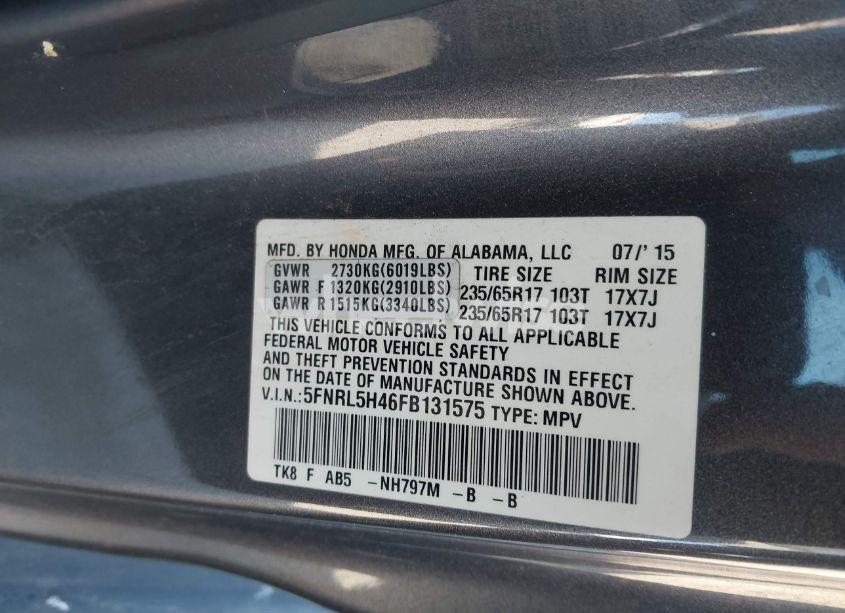 MFD. BY HONDA MFG. OF ALABAMA, LLC 07/' 15
GVWR 2730KG(6019LBS) TIRE SIZE RIM SIZE
GAWR F 1320KG(2910LBS) 235/65R17 103T 17X7J
GAWR R 1515KG(3340LBS) 235/65R17 103T 17X7J
THIS VEHICLE CONFORMS TO ALL APPLICABLE
FEDERAL MOTOR VEHICLE SAFETY
AND THEFT PREVENTION STANDARDS IN EFFECT
ON THE DATE OF MANUFACTURE SHOWN ABOVE.
V.I.N.:5FNRL5H46FB131575 TYPE: MPV
TK8 F AB5 -NH797M -B -B